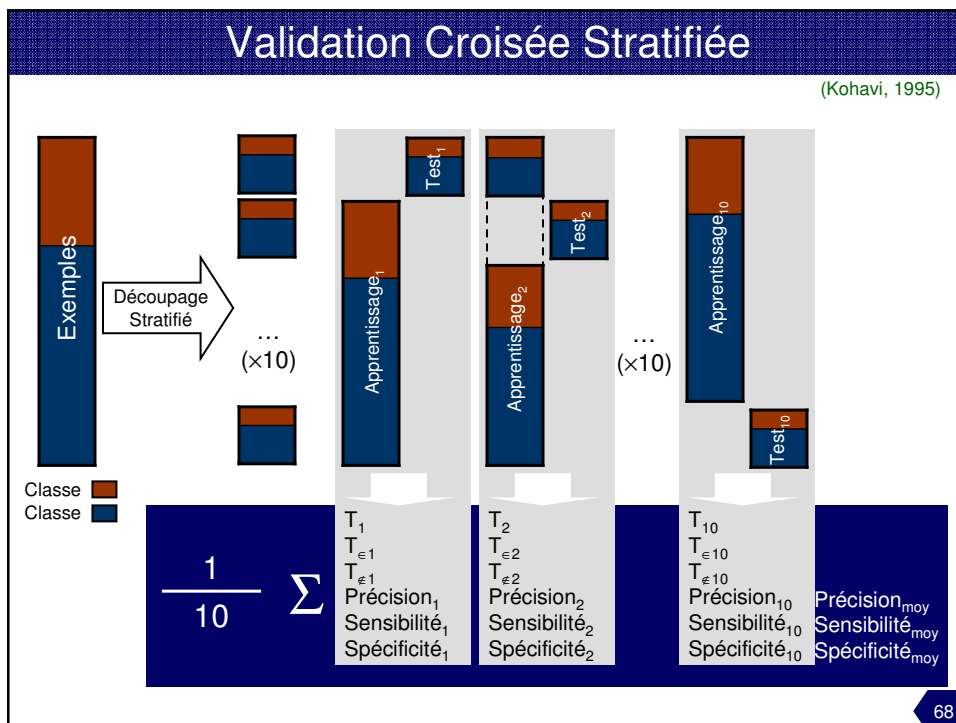 Validation Croisée Stratifiée
(Kohavi, 1995)
Exemples
Découpage
Stratifié
...
(×10)
Apprentissage₁
Test₁
Apprentissage₂
Test₂
...
(×10)
Apprentissage₁₀
Test₁₀
Classe
Classe
1
10
Σ
T₁
T∈₁
T∉₁
Précision₁
Sensibilité₁
Spécificité₁
T₂
T∈₂
T∉₂
Précision₂
Sensibilité₂
Spécificité₂
T₁₀
T∈₁₀
T∉₁₀
Précision₁₀
Sensibilité₁₀
Spécificité₁₀
Précisionmoy
Sensibilitémoy
Spécificitémoy
68